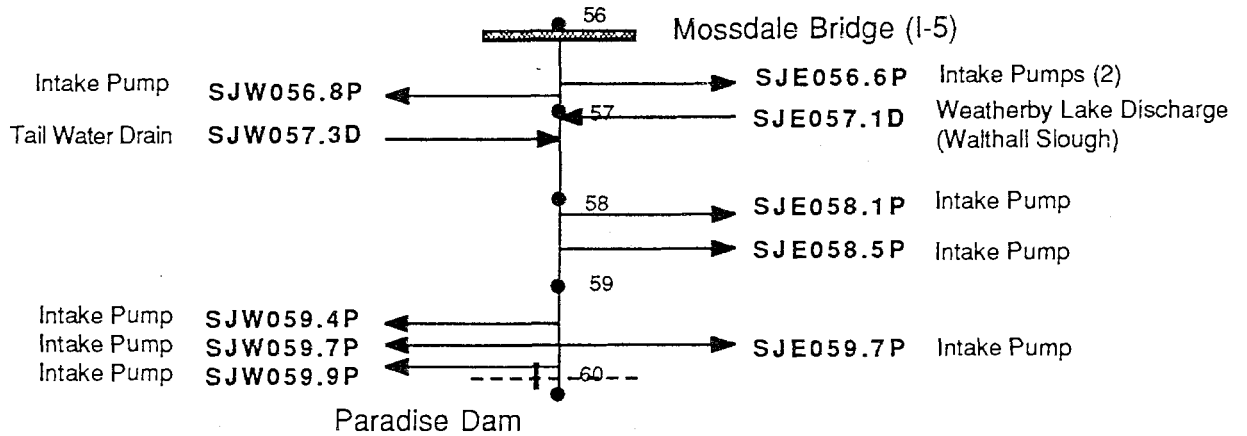 56
Mossdale Bridge (I-5)
Intake Pump SJW056.8P
SJE056.6P Intake Pumps (2)
57
SJE057.1D Weatherby Lake Discharge
(Walthall Slough)
Tail Water Drain SJW057.3D
58
SJE058.1P Intake Pump
SJE058.5P Intake Pump
59
Intake Pump SJW059.4P
Intake Pump SJW059.7P
SJE059.7P Intake Pump
Intake Pump SJW059.9P
60
Paradise Dam